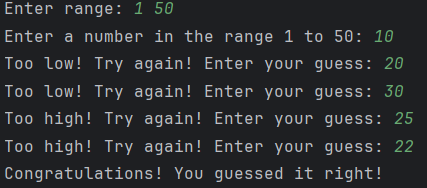 Enter range: 1 50
Enter a number in the range 1 to 50: 10
Too low! Try again! Enter your guess: 20
Too low! Try again! Enter your guess: 30
Too high! Try again! Enter your guess: 25
Too high! Try again! Enter your guess: 22
Congratulations! You guessed it right!